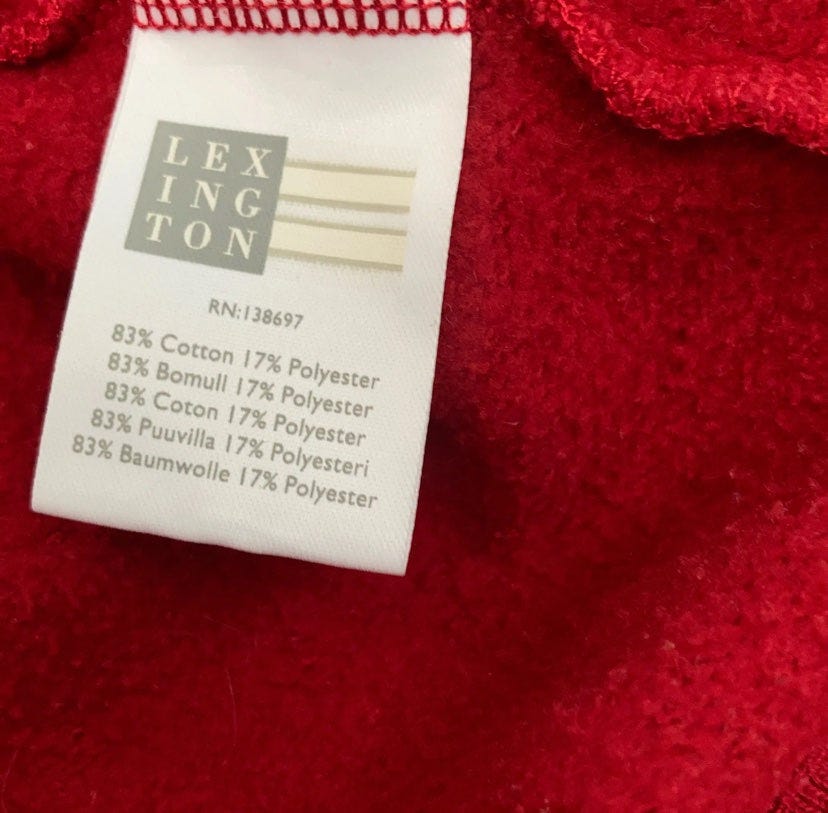 LEX
ING
TON
RN:138697
83% Cotton 17% Polyester
83% Bomull 17% Polyester
83% Coton 17% Polyester
83% Puuvilla 17% Polyesteri
83% Baumwolle 17% Polyester